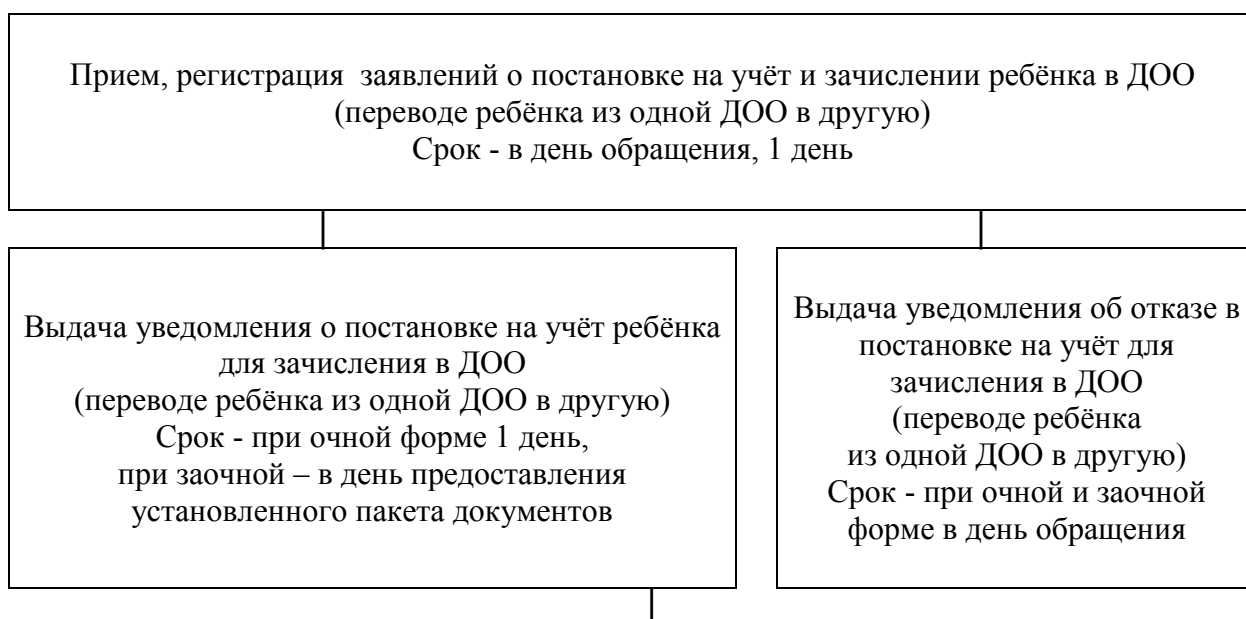 Прием, регистрация  заявлений о постановке на учёт и зачислении ребёнка в ДОО
(переводе ребёнка из одной ДОО в другую)
Срок - в день обращения, 1 день
Выдача уведомления о постановке на учёт ребёнка
для зачисления в ДОО
(переводе ребёнка из одной ДОО в другую)
Срок - при очной форме 1 день,
при заочной – в день предоставления
установленного пакета документов
Выдача уведомления об отказе в
постановке на учёт для
зачисления в ДОО
(переводе ребёнка
из одной ДОО в другую)
Срок - при очной и заочной
форме в день обращения